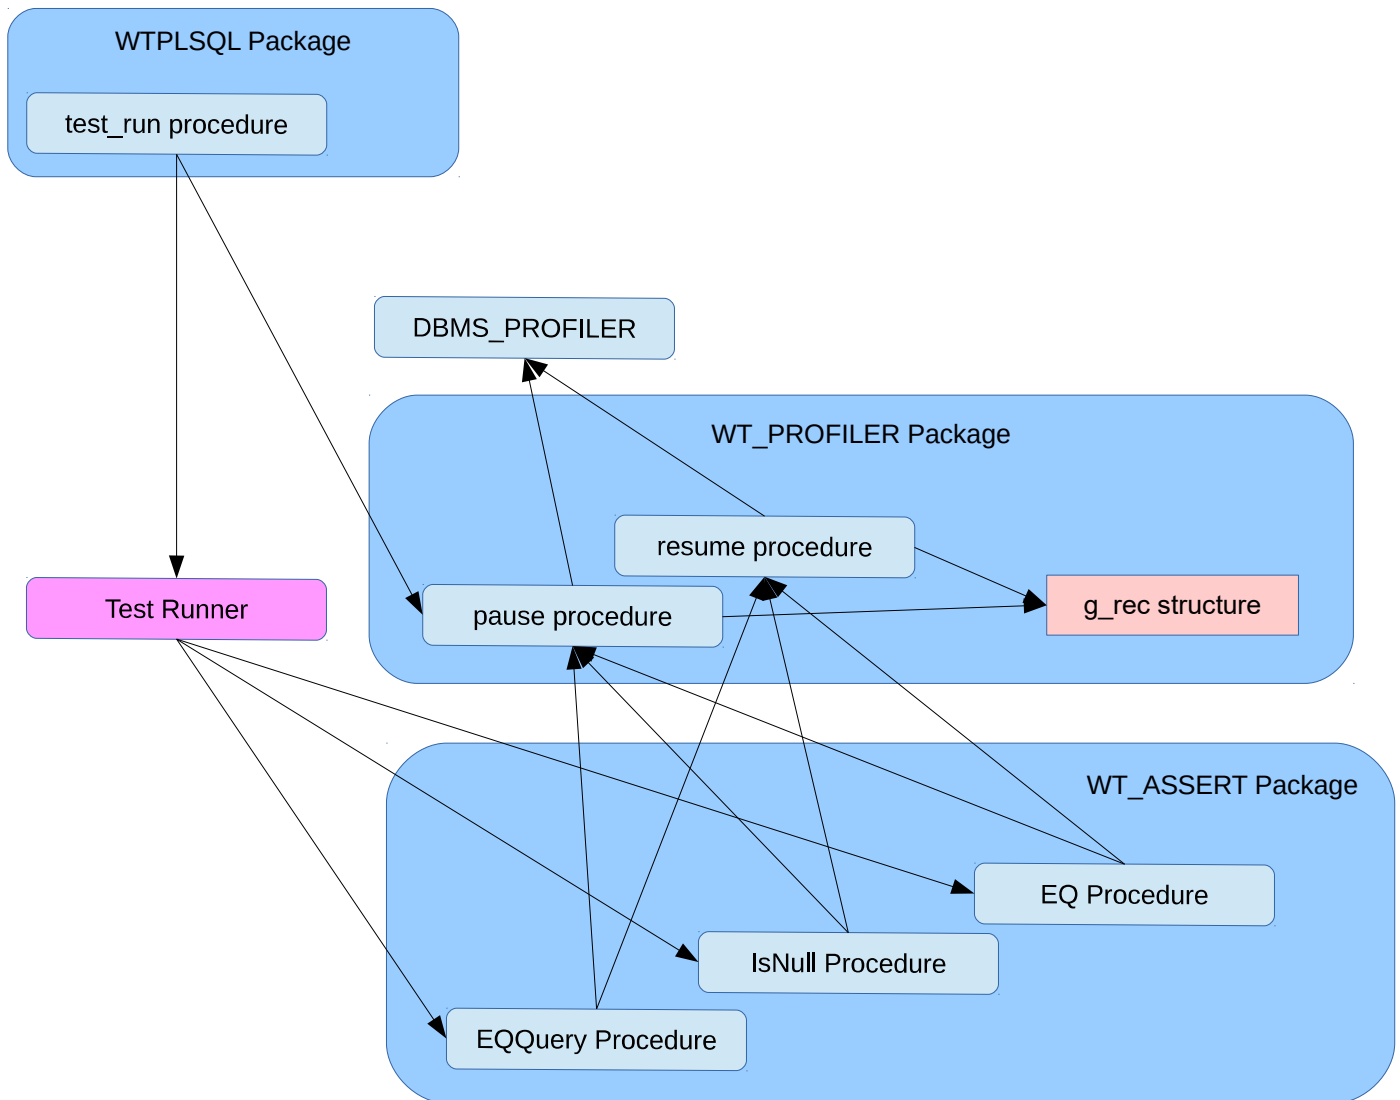 WTPLSQL Package
test_run procedure
DBMS_PROFILER
WT_PROFILER Package
resume procedure
pause procedure
g_rec structure
Test Runner
WT_ASSERT Package
EQ Procedure
IsNull Procedure
EQQuery Procedure